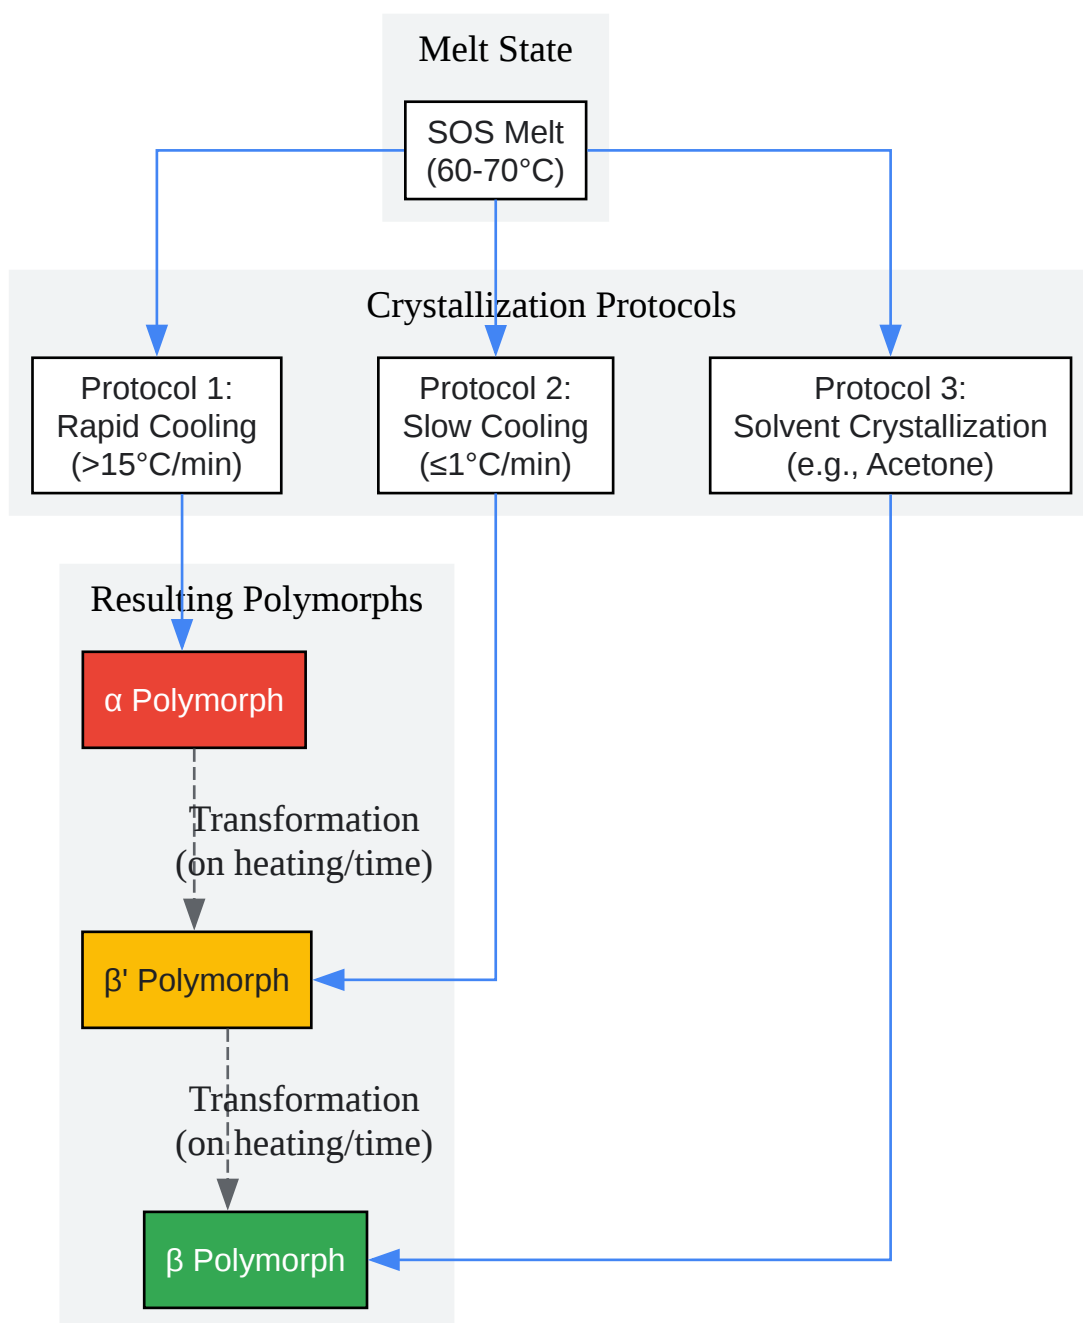 Melt State
SOS Melt
(60-70°C)
Crystallization Protocols
Protocol 1:
Rapid Cooling
(>15°C/min)
Protocol 2:
Slow Cooling
(≤1°C/min)
Protocol 3:
Solvent Crystallization
(e.g., Acetone)
Resulting Polymorphs
α Polymorph
Transformation
(on heating/time)
β' Polymorph
Transformation
(on heating/time)
β Polymorph